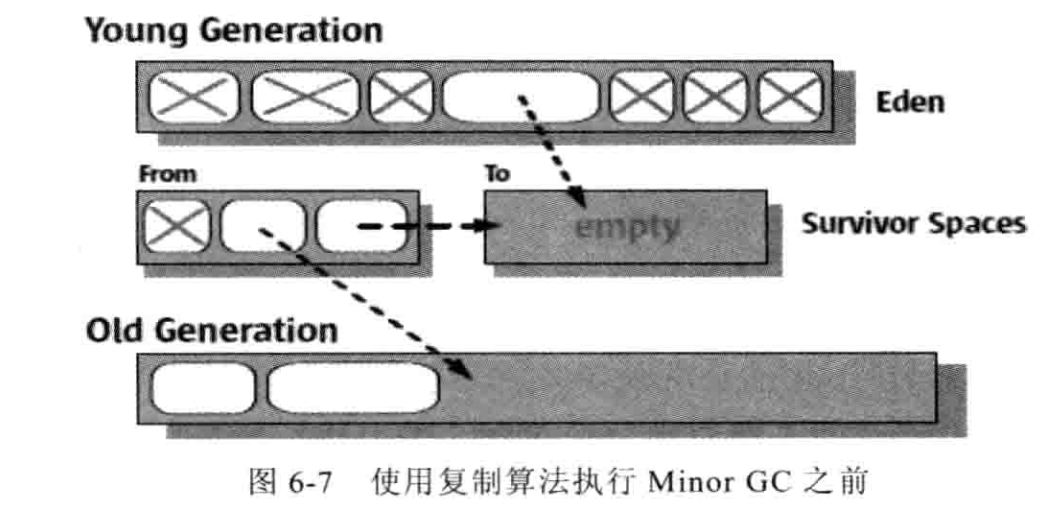 Young Generation
Eden
From
To
empty
Survivor Spaces
Old Generation
图 6-7 使用复制算法执行 Minor GC 之前